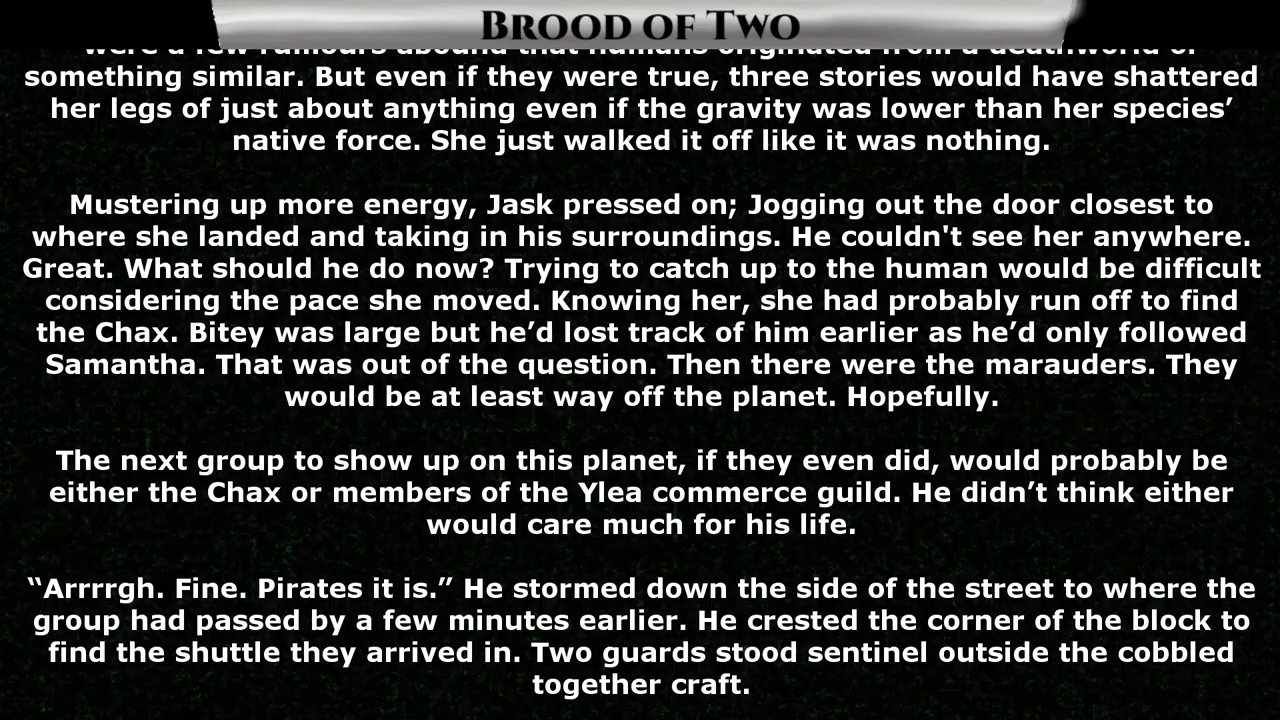 Brood of Two
were a few rumours abound that humans originated from a deathworld or
something similar. But even if they were true, three stories would have shattered
her legs of just about anything even if the gravity was lower than her species’
native force. She just walked it off like it was nothing.
Mustering up more energy, Jask pressed on; Jogging out the door closest to
where she landed and taking in his surroundings. He couldn't see her anywhere.
Great. What should he do now? Trying to catch up to the human would be difficult
considering the pace she moved. Knowing her, she had probably run off to find
the Chax. Bitey was large but he’d lost track of him earlier as he’d only followed
Samantha. That was out of the question. Then there were the marauders. They
would be at least way off the planet. Hopefully.
The next group to show up on this planet, if they even did, would probably be
either the Chax or members of the Ylea commerce guild. He didn’t think either
would care much for his life.
“Arrrrgh. Fine. Pirates it is.” He stormed down the side of the street to where the
group had passed by a few minutes earlier. He crested the corner of the block to
find the shuttle they arrived in. Two guards stood sentinel outside the cobbled
together craft.